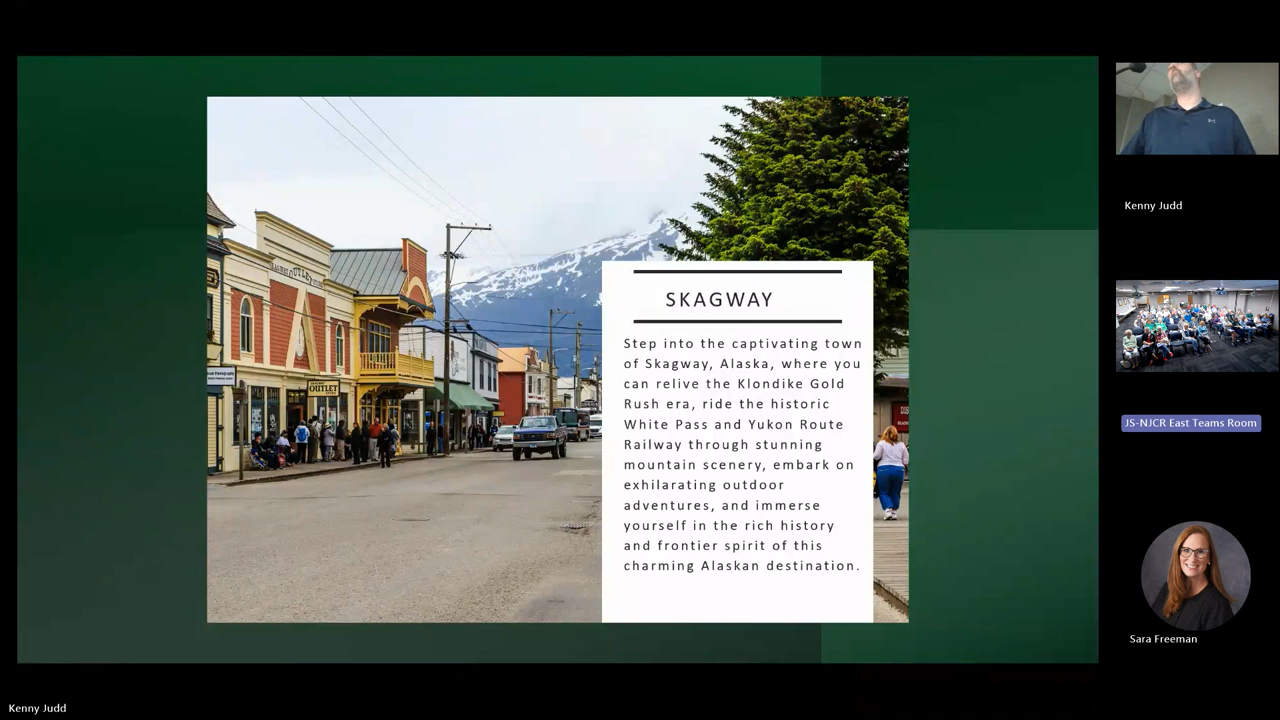 SKAGWAY
Step into the captivating town
of Skagway, Alaska, where you
can relive the Klondike Gold
Rush era, ride the historic
White Pass and Yukon Route
Railway through stunning
mountain scenery, embark on
exhilarating outdoor
adventures, and immerse
yourself in the rich history
and frontier spirit of this
charming Alaskan destination.
OUTLET
Kenny Judd
JS-NJCR East Teams Room
Sara Freeman
Kenny Judd